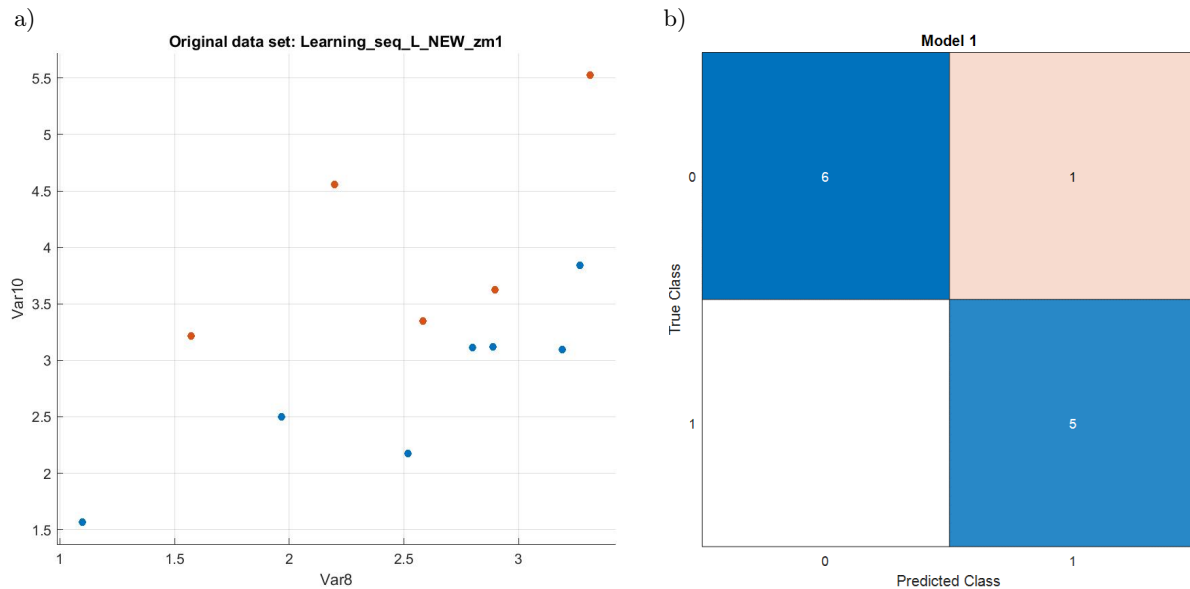 a)
Original data set: Learning_seq_L_NEW_zm1
5.5
5
4.5
4
3.5
3
2.5
2
1.5
Var10
1 1.5 2 2.5 3
Var8
b)
Model 1
0 6 1
1 5
True Class
0 1
Predicted Class